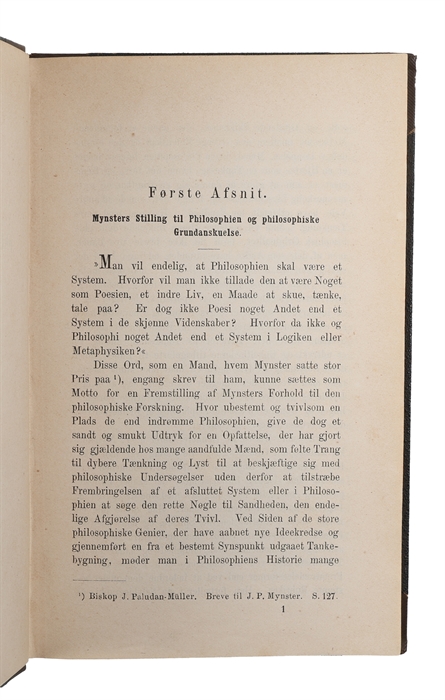 Første Afsnit.
Mynsters Stilling til Philosophien og philosophiske
Grundanskuelse.
»Man vil endelig, at Philosophien skal være et
System. Hvorfor vil man ikke tillade den at være Noget
som Poesien, et indre Liv, en Maade at skue, tænke,
tale paa? Er dog ikke Poesi noget Andet end et
System i de skjønne Videnskaber? Hvorfor da ikke og
Philosophi noget Andet end et System i Logiken eller
Metaphysiken?«
Disse Ord, som en Mand, hvem Mynster satte stor
Pris paa ¹), engang skrev til ham, kunne sættes som
Motto for en Fremstilling af Mynsters Forhold til den
philosophiske Forskning. Hvor ubestemt og tvivlsom en
Plads de end indrømme Philosophien, give de dog et
sandt og smukt Udtryk for en Opfattelse, der har gjort
sig gjældende hos mange aandfulde Mænd, som følte Trang
til dybere Tænkning og Lyst til at beskjæftige sig med
philosophiske Undersøgelser uden derfor at tilstræbe
Frembringelsen af et afsluttet System eller i Philoso-
phien at søge den rette Nøgle til Sandheden, den ende-
lige Afgjørelse af deres Tvivl. Ved Siden af de store
philosophiske Genier, der have aabnet nye Ideekredse og
gjennemført en fra et bestemt Synspunkt udgaaet Tanke-
bygning, møder man i Philosophiens Historie mange
¹) Biskop J. Paludan-Müller, Breve til J. P. Mynster. S. 127.
1